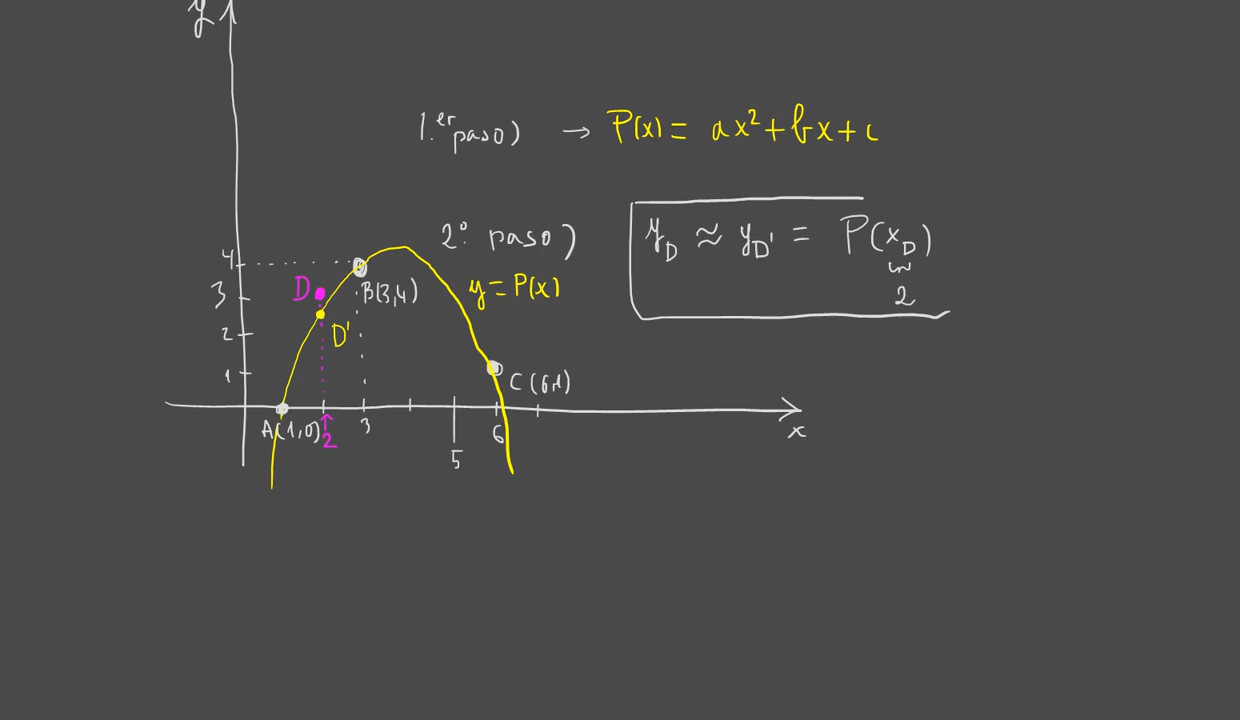 y
1.er paso) → P(x) = ax²+bx+c
2º paso)
y_D ≈ y_D' = P(x_D)
2
y = P(x)
4
3
2
1
D
D'
B(3,4)
C(6,1)
A(1,0)
2
3
5
6
x